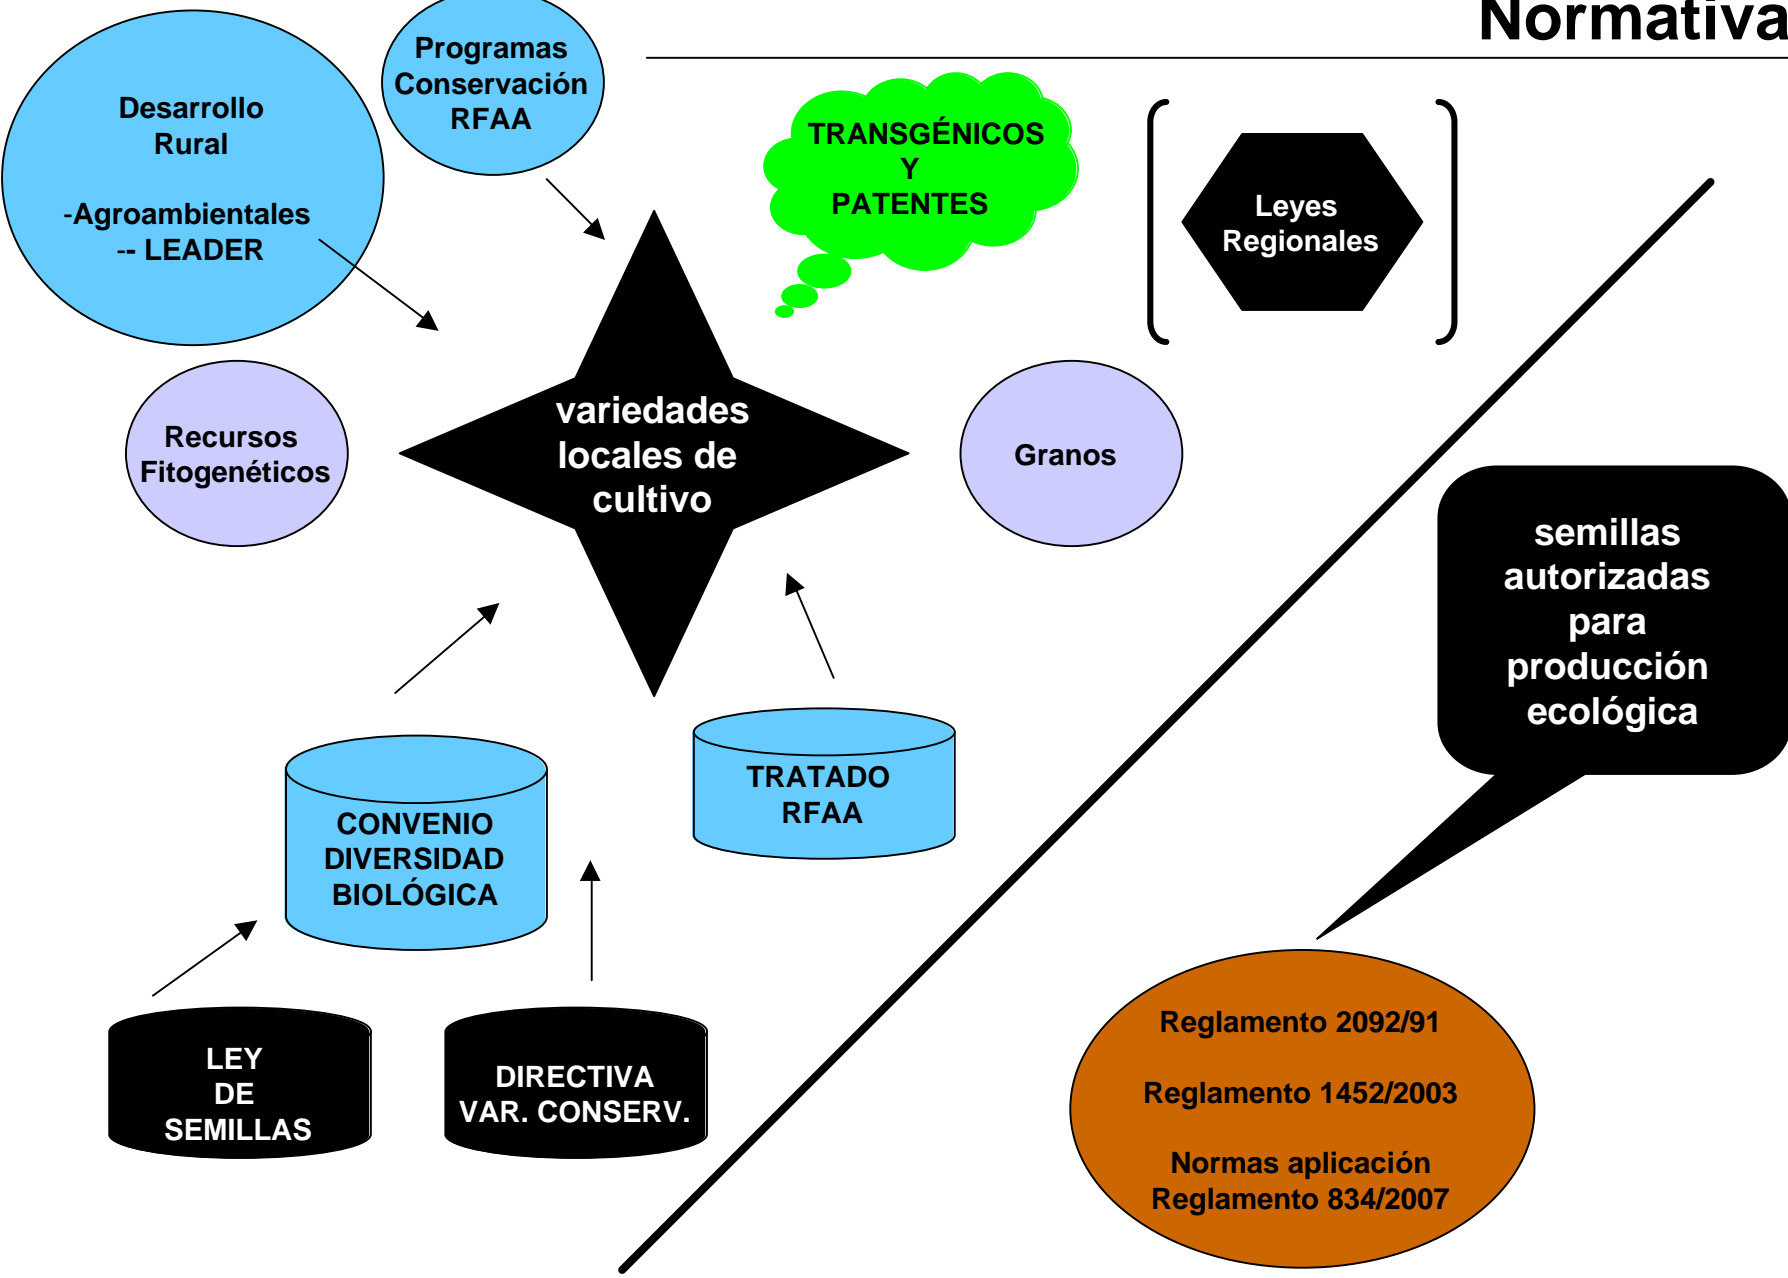 Normativa
Programas
Conservación
RFAA
Desarrollo
Rural
-Agroambientales
-- LEADER
TRANSGÉNICOS
Y
PATENTES
Leyes
Regionales
Recursos
Fitogenéticos
variedades
locales de
cultivo
Granos
semillas
autorizadas
para
producción
ecológica
TRATADO
RFAA
CONVENIO
DIVERSIDAD
BIOLÓGICA
LEY
DE
SEMILLAS
DIRECTIVA
VAR. CONSERV.
Reglamento 2092/91
Reglamento 1452/2003
Normas aplicación
Reglamento 834/2007